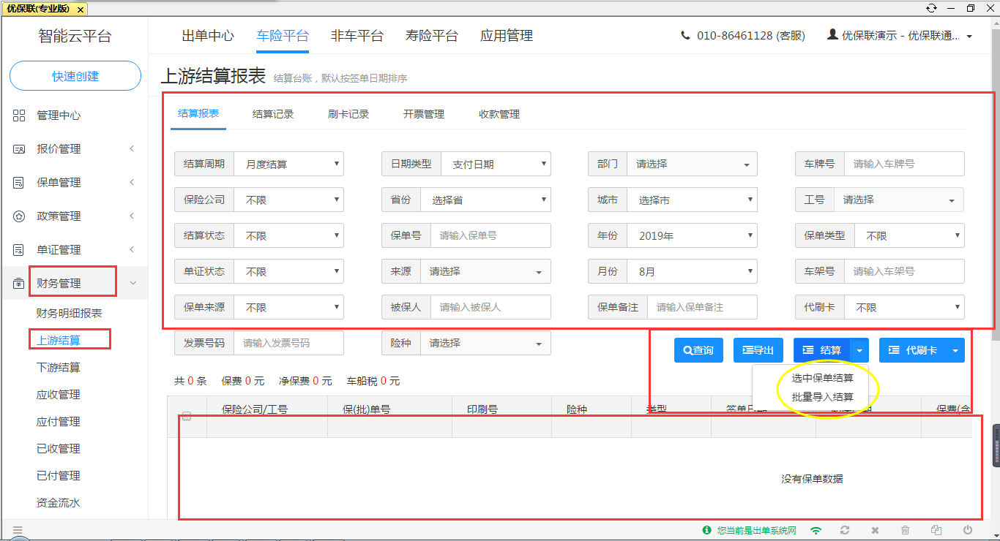 优保联(专业版)
智能云平台
出单中心 车险平台 非车平台 寿险平台 应用管理
010-86461128 (客服) 优保联演示 - 优保联通...
快速创建
管理中心
报价管理
保单管理
政策管理
单证管理
财务管理
财务明细报表
上游结算
下游结算
应收管理
应付管理
已收管理
已付管理
资金流水
上游结算报表 结算台账，默认按签单日期排序
结算报表 结算记录 刷卡记录 开票管理 收款管理
结算周期 月度结算 日期类型 支付日期 部门 请选择 车牌号 请输入车牌号
保险公司 不限 省份 选择省 城市 选择市 工号 请选择
结算状态 不限 保单号 请输入保单号 年份 2019年 保单类型 不限
单证状态 不限 来源 请选择 月份 8月 车架号 请输入车架号
保单来源 不限 被保人 请输入被保人 保单备注 请输入保单备注 代刷卡 不限
发票号码 请输入发票号码 险种 请选择
查询 导出 结算 代刷卡
选中保单结算
批量导入结算
共 0 条 保费 0 元 净保费 0 元 车船税 0 元
保险公司/工号 保(批)单号 印刷号 险种 类型 签单日期 保费(含
没有保单数据
您当前是出单系统网